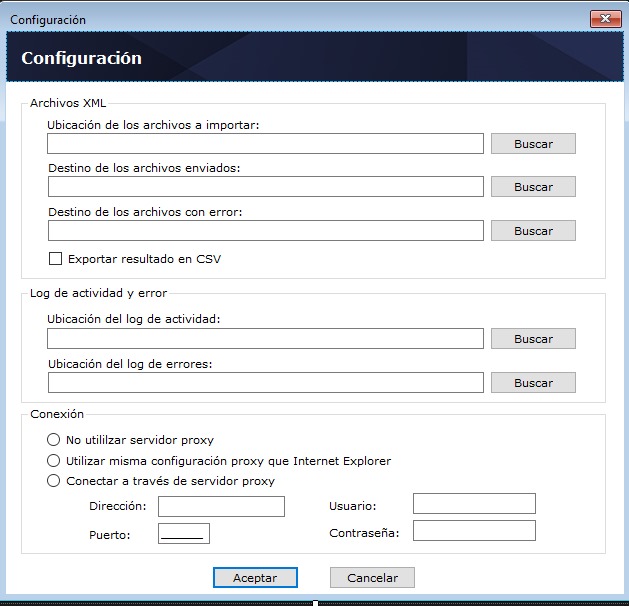 Configuración
Configuración
Archivos XML
Ubicación de los archivos a importar:
Buscar
Destino de los archivos enviados:
Buscar
Destino de los archivos con error:
Buscar
Exportar resultado en CSV
Log de actividad y error
Ubicación del log de actividad:
Buscar
Ubicación del log de errores:
Buscar
Conexión
No utililzar servidor proxy
Utilizar misma configuración proxy que Internet Explorer
Conectar a través de servidor proxy
Dirección:
Usuario:
Puerto:
Contraseña:
Aceptar
Cancelar